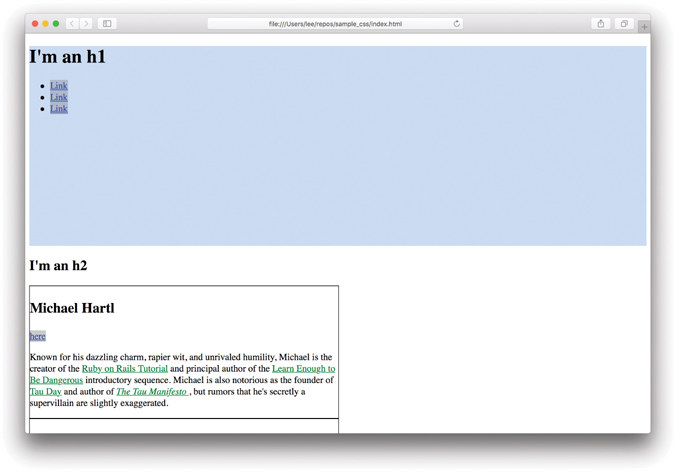 file:///Users/lee/repos/sample_css/index.html
I'm an h1
Link
Link
Link
I'm an h2
Michael Hartl
here
Known for his dazzling charm, rapier wit, and unrivaled humility, Michael is the
creator of the Ruby on Rails Tutorial and principal author of the Learn Enough to
Be Dangerous introductory sequence. Michael is also notorious as the founder of
Tau Day and author of The Tau Manifesto , but rumors that he's secretly a
supervillain are slightly exaggerated.